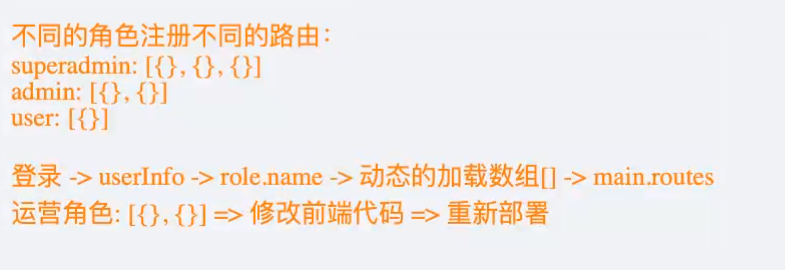 不同的角色注册不同的路由：
superadmin: [{}, {}, {}]
admin: [{}, {}]
user: [{}]
登录 -> userInfo -> role.name -> 动态的加载数组[] -> main.routes
运营角色: [{}, {}] => 修改前端代码 => 重新部署